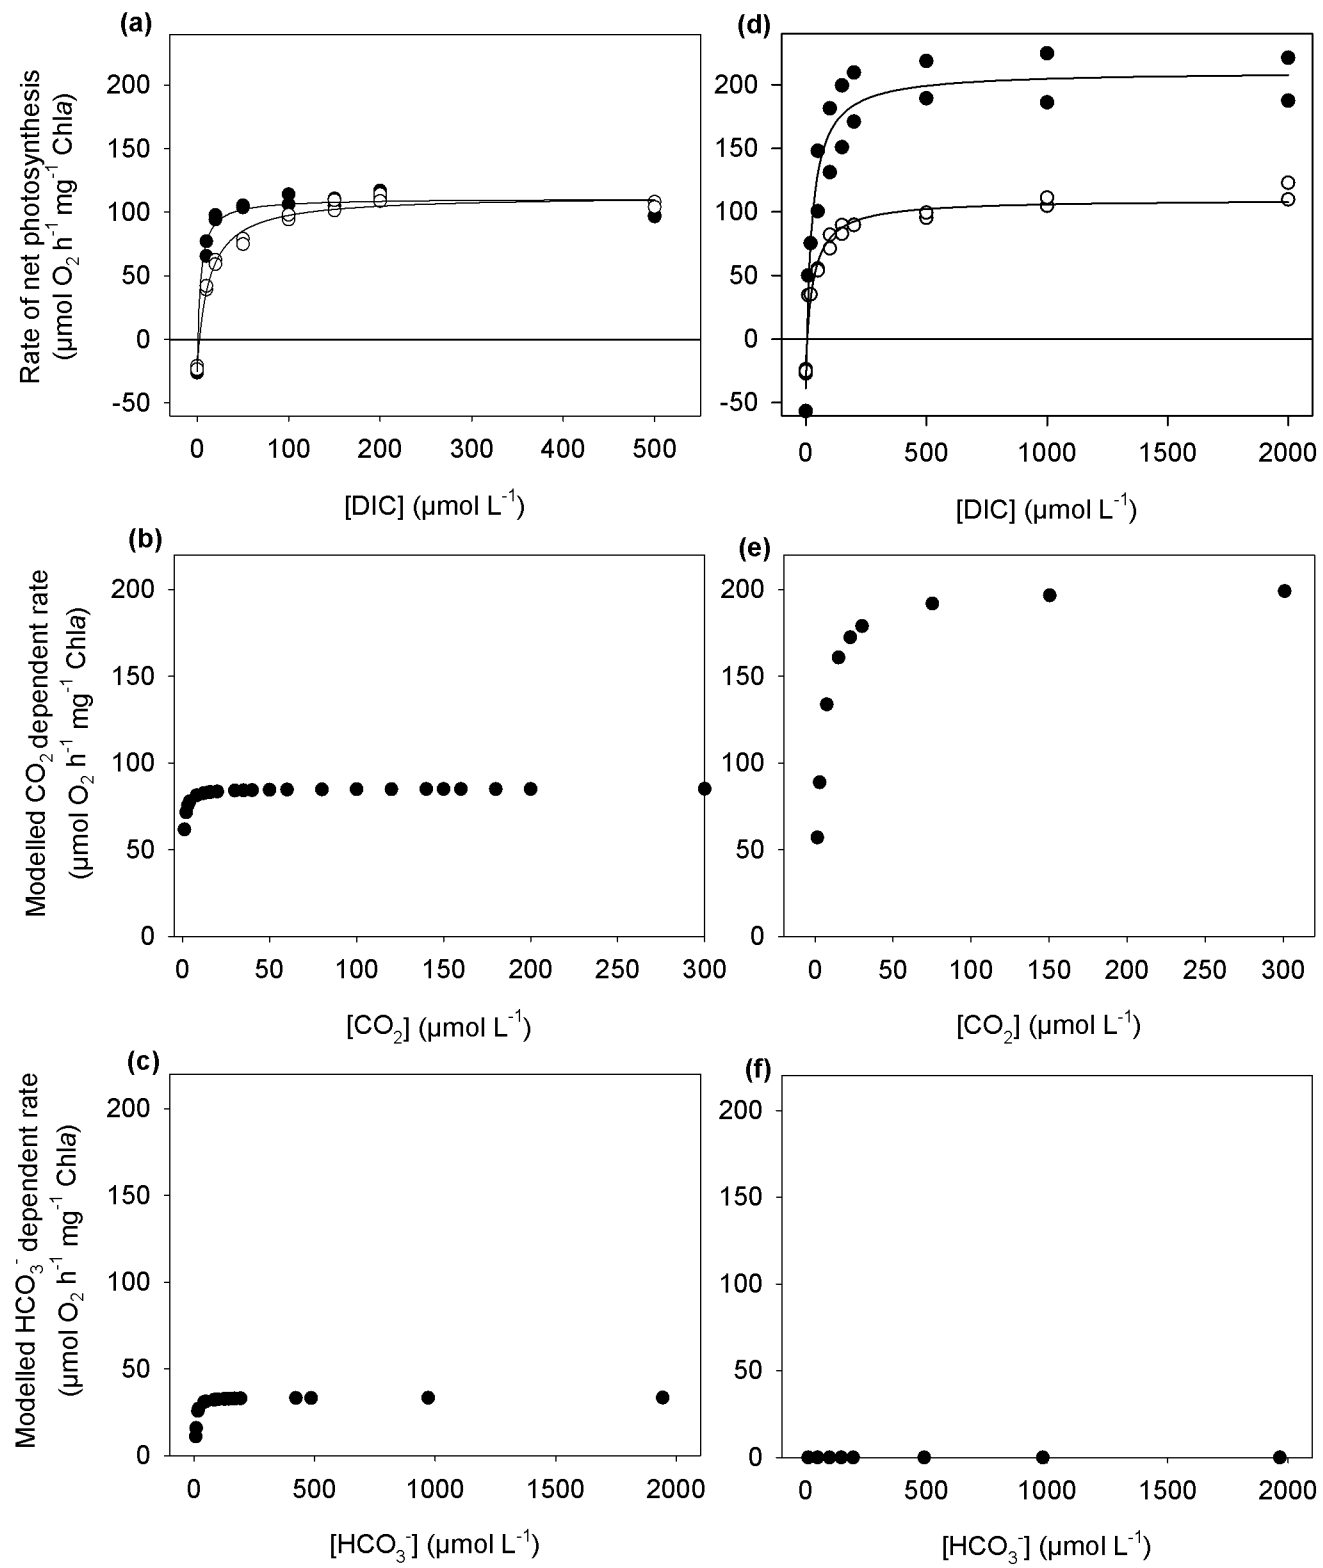 (a)
Rate of net photosynthesis
(µmol O₂ h⁻¹ mg⁻¹ Chla)
200
150
100
50
0
-50
0 100 200 300 400 500
[DIC] (µmol L⁻¹)
(d)
200
150
100
50
0
-50
0 500 1000 1500 2000
[DIC] (µmol L⁻¹)
(b)
Modelled CO₂ dependent rate
(µmol O₂ h⁻¹ mg⁻¹ Chla)
200
150
100
50
0
0 50 100 150 200 250 300
[CO₂] (µmol L⁻¹)
(e)
200
150
100
50
0
0 50 100 150 200 250 300
[CO₂] (µmol L⁻¹)
(c)
Modelled HCO₃⁻ dependent rate
(µmol O₂ h⁻¹ mg⁻¹ Chla)
200
150
100
50
0
0 500 1000 1500 2000
[HCO₃⁻] (µmol L⁻¹)
(f)
200
150
100
50
0
0 500 1000 1500 2000
[HCO₃⁻] (µmol L⁻¹)